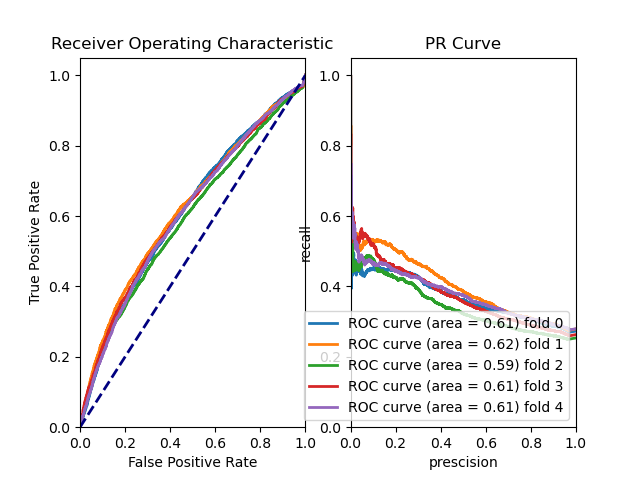 Receiver Operating Characteristic
True Positive Rate
1.0
0.8
0.6
0.4
0.2
0.0
0.0 0.2 0.4 0.6 0.8 1.0
False Positive Rate
PR Curve
recall
1.0
0.8
0.6
0.4
0.2
0.0
0.0 0.2 0.4 0.6 0.8 1.0
prescision
ROC curve (area = 0.61) fold 0
ROC curve (area = 0.62) fold 1
ROC curve (area = 0.59) fold 2
ROC curve (area = 0.61) fold 3
ROC curve (area = 0.61) fold 4